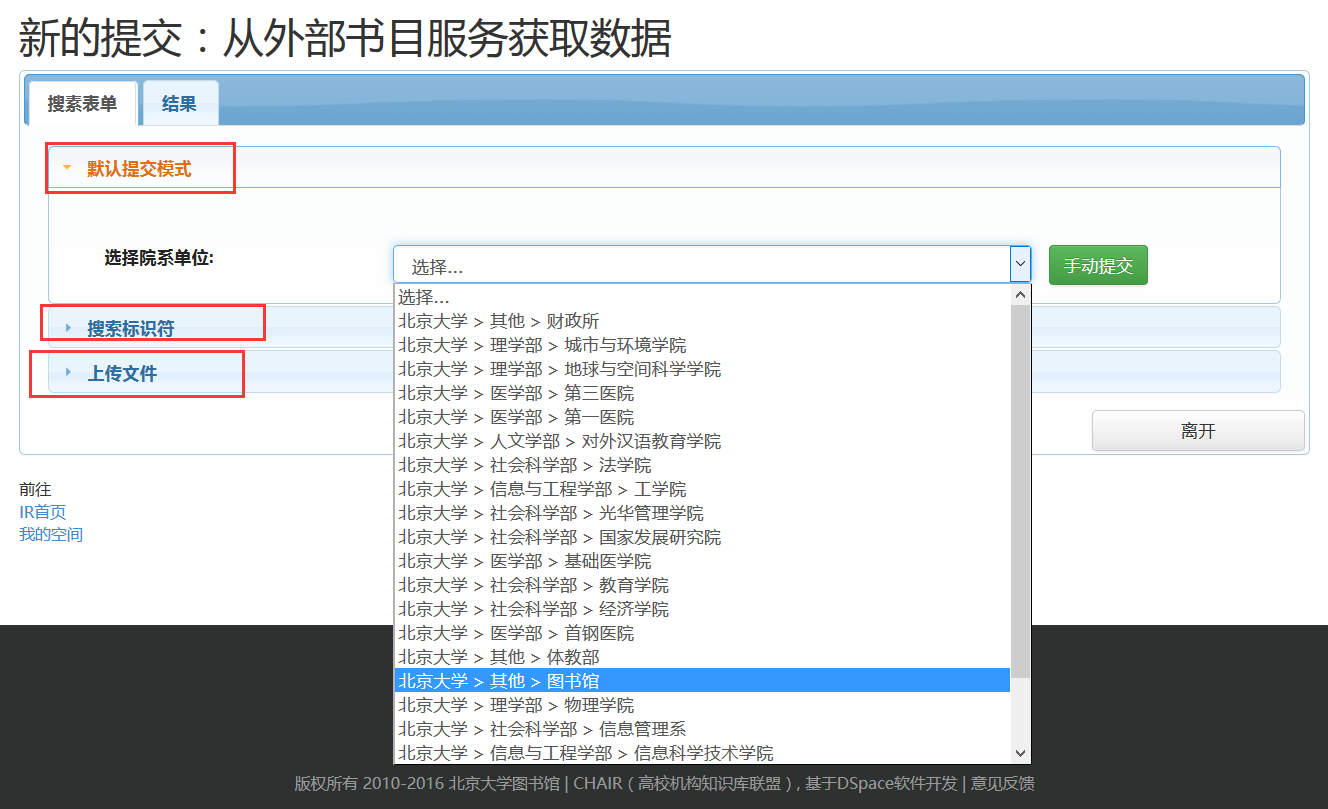 新的提交：从外部书目服务获取数据
搜素表单 结果
默认提交模式
选择院系单位: 选择... 手动提交
选择...
北京大学 > 其他 > 财政所
北京大学 > 理学部 > 城市与环境学院
北京大学 > 理学部 > 地球与空间科学学院
北京大学 > 医学部 > 第三医院
北京大学 > 医学部 > 第一医院
北京大学 > 人文学部 > 对外汉语教育学院
北京大学 > 社会科学部 > 法学院
北京大学 > 信息与工程学部 > 工学院
北京大学 > 社会科学部 > 光华管理学院
北京大学 > 社会科学部 > 国家发展研究院
北京大学 > 医学部 > 基础医学院
北京大学 > 社会科学部 > 教育学院
北京大学 > 社会科学部 > 经济学院
北京大学 > 医学部 > 首钢医院
北京大学 > 其他 > 体教部
北京大学 > 其他 > 图书馆
北京大学 > 理学部 > 物理学院
北京大学 > 社会科学部 > 信息管理系
北京大学 > 信息与工程学部 > 信息科学技术学院
搜索标识符
上传文件
离开
前往
IR首页
我的空间
版权所有 2010-2016 北京大学图书馆 | CHAIR（高校机构知识库联盟）, 基于DSpace软件开发 | 意见反馈